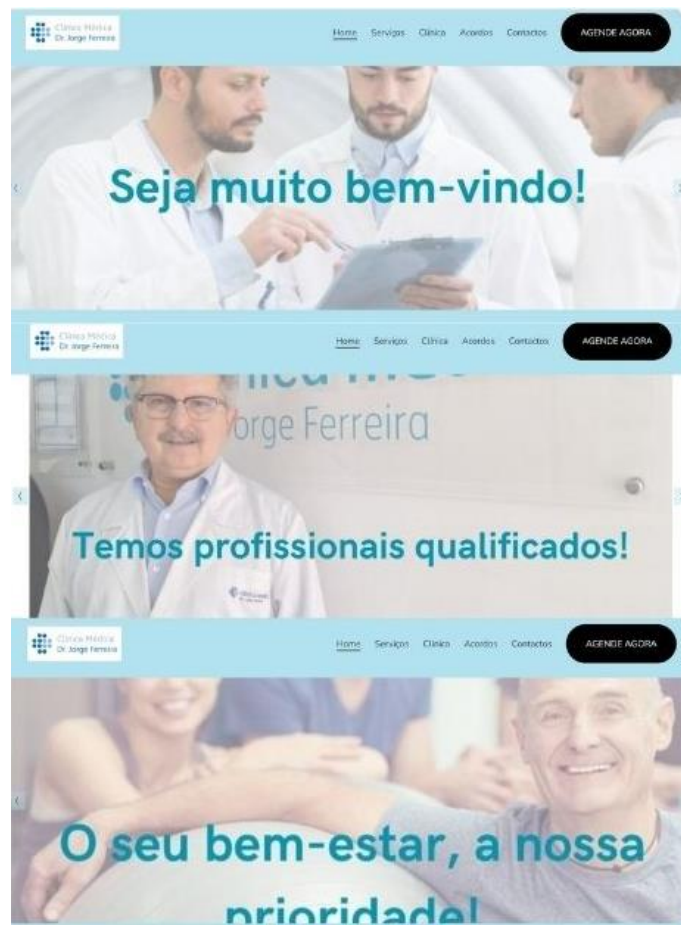 Clínica Médica
Dr. Jorge Ferreira
Home Serviços Clínica Acordos Contactos AGENDE AGORA
Seja muito bem-vindo!
Clínica Médica
Dr. Jorge Ferreira
Home Serviços Clínica Acordos Contactos AGENDE AGORA
Jorge Ferreira
Temos profissionais qualificados!
Clínica Médica
Dr. Jorge Ferreira
Home Serviços Clínica Acordos Contactos AGENDE AGORA
O seu bem-estar, a nossa
prioridade!